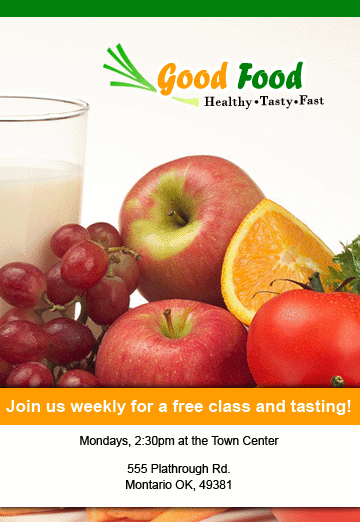 Good Food
Healthy•Tasty•Fast
Join us weekly for a free class and tasting!
Mondays, 2:30pm at the Town Center
555 Plathrough Rd.
Montario OK, 49381